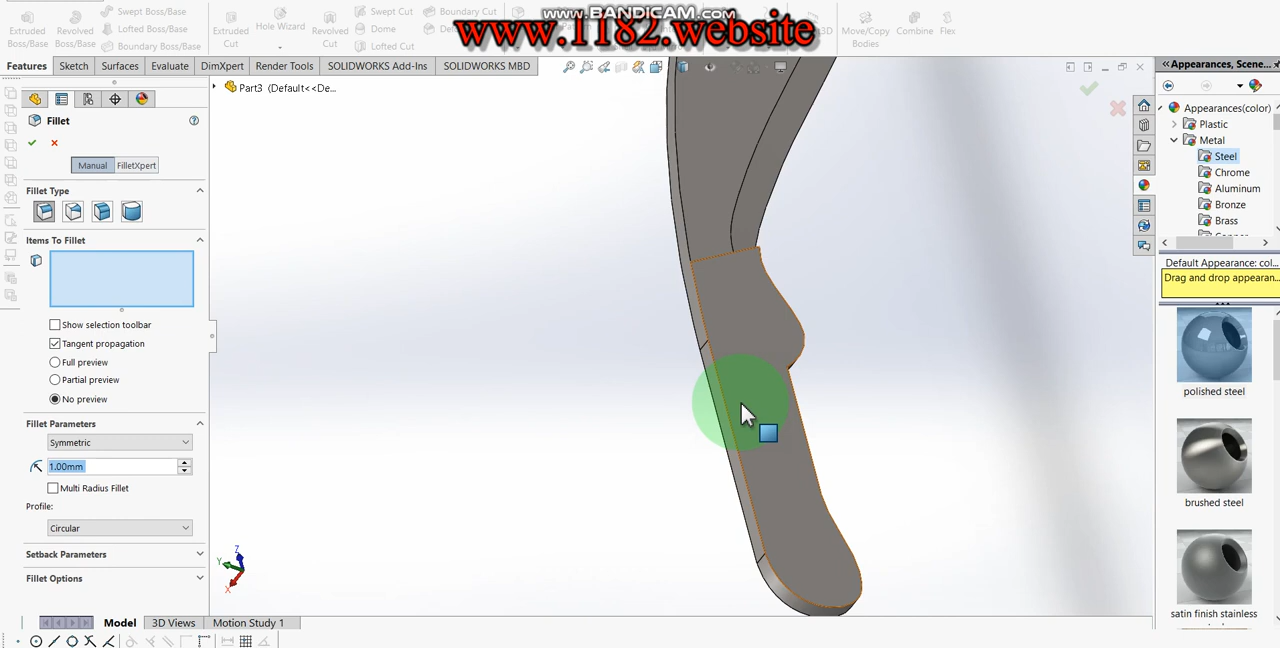 www.BANDICAM.com
www.1182.website
Extruded Boss/Base
Revolved Boss/Base
Swept Boss/Base
Lofted Boss/Base
Boundary Boss/Base
Extruded Cut
Hole Wizard
Revolved Cut
Swept Cut
Dome
Lofted Cut
Boundary Cut
Move/Copy Bodies
Combine
Flex
Features
Sketch
Surfaces
Evaluate
DimXpert
Render Tools
SOLIDWORKS Add-Ins
SOLIDWORKS MBD
Part3 (Default<<De...
Fillet
Manual
FilletXpert
Fillet Type
Items To Fillet
Show selection toolbar
Tangent propagation
Full preview
Partial preview
No preview
Fillet Parameters
Symmetric
1.00mm
Multi Radius Fillet
Profile:
Circular
Setback Parameters
Fillet Options
Z
Y
X
Model
3D Views
Motion Study 1
Appearances, Scene...
Appearances(color)
Plastic
Metal
Steel
Chrome
Aluminum
Bronze
Brass
Default Appearance: col...
Drag and drop appearan...
polished steel
brushed steel
satin finish stainless